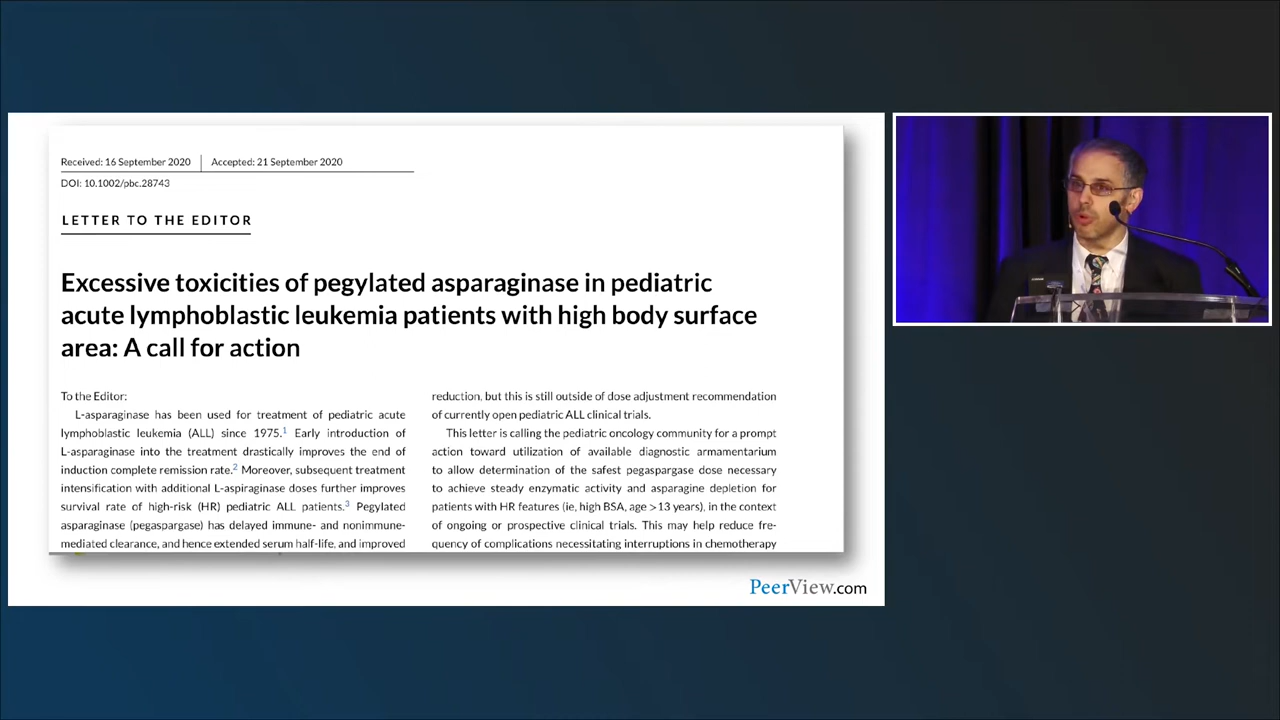 Received: 16 September 2020 | Accepted: 21 September 2020
DOI: 10.1002/pbc.28743
LETTER TO THE EDITOR
Excessive toxicities of pegylated asparaginase in pediatric
acute lymphoblastic leukemia patients with high body surface
area: A call for action
To the Editor:
L-asparaginase has been used for treatment of pediatric acute
lymphoblastic leukemia (ALL) since 1975.1 Early introduction of
L-asparaginase into the treatment drastically improves the end of
induction complete remission rate.2 Moreover, subsequent treatment
intensification with additional L-aspiraginase doses further improves
survival rate of high-risk (HR) pediatric ALL patients.3 Pegylated
asparaginase (pegaspargase) has delayed immune- and nonimmune-
mediated clearance, and hence extended serum half-life, and improved
reduction, but this is still outside of dose adjustment recommendation
of currently open pediatric ALL clinical trials.
This letter is calling the pediatric oncology community for a prompt
action toward utilization of available diagnostic armamentarium
to allow determination of the safest pegaspargase dose necessary
to achieve steady enzymatic activity and asparagine depletion for
patients with HR features (ie, high BSA, age >13 years), in the context
of ongoing or prospective clinical trials. This may help reduce fre-
quency of complications necessitating interruptions in chemotherapy
PeerView.com